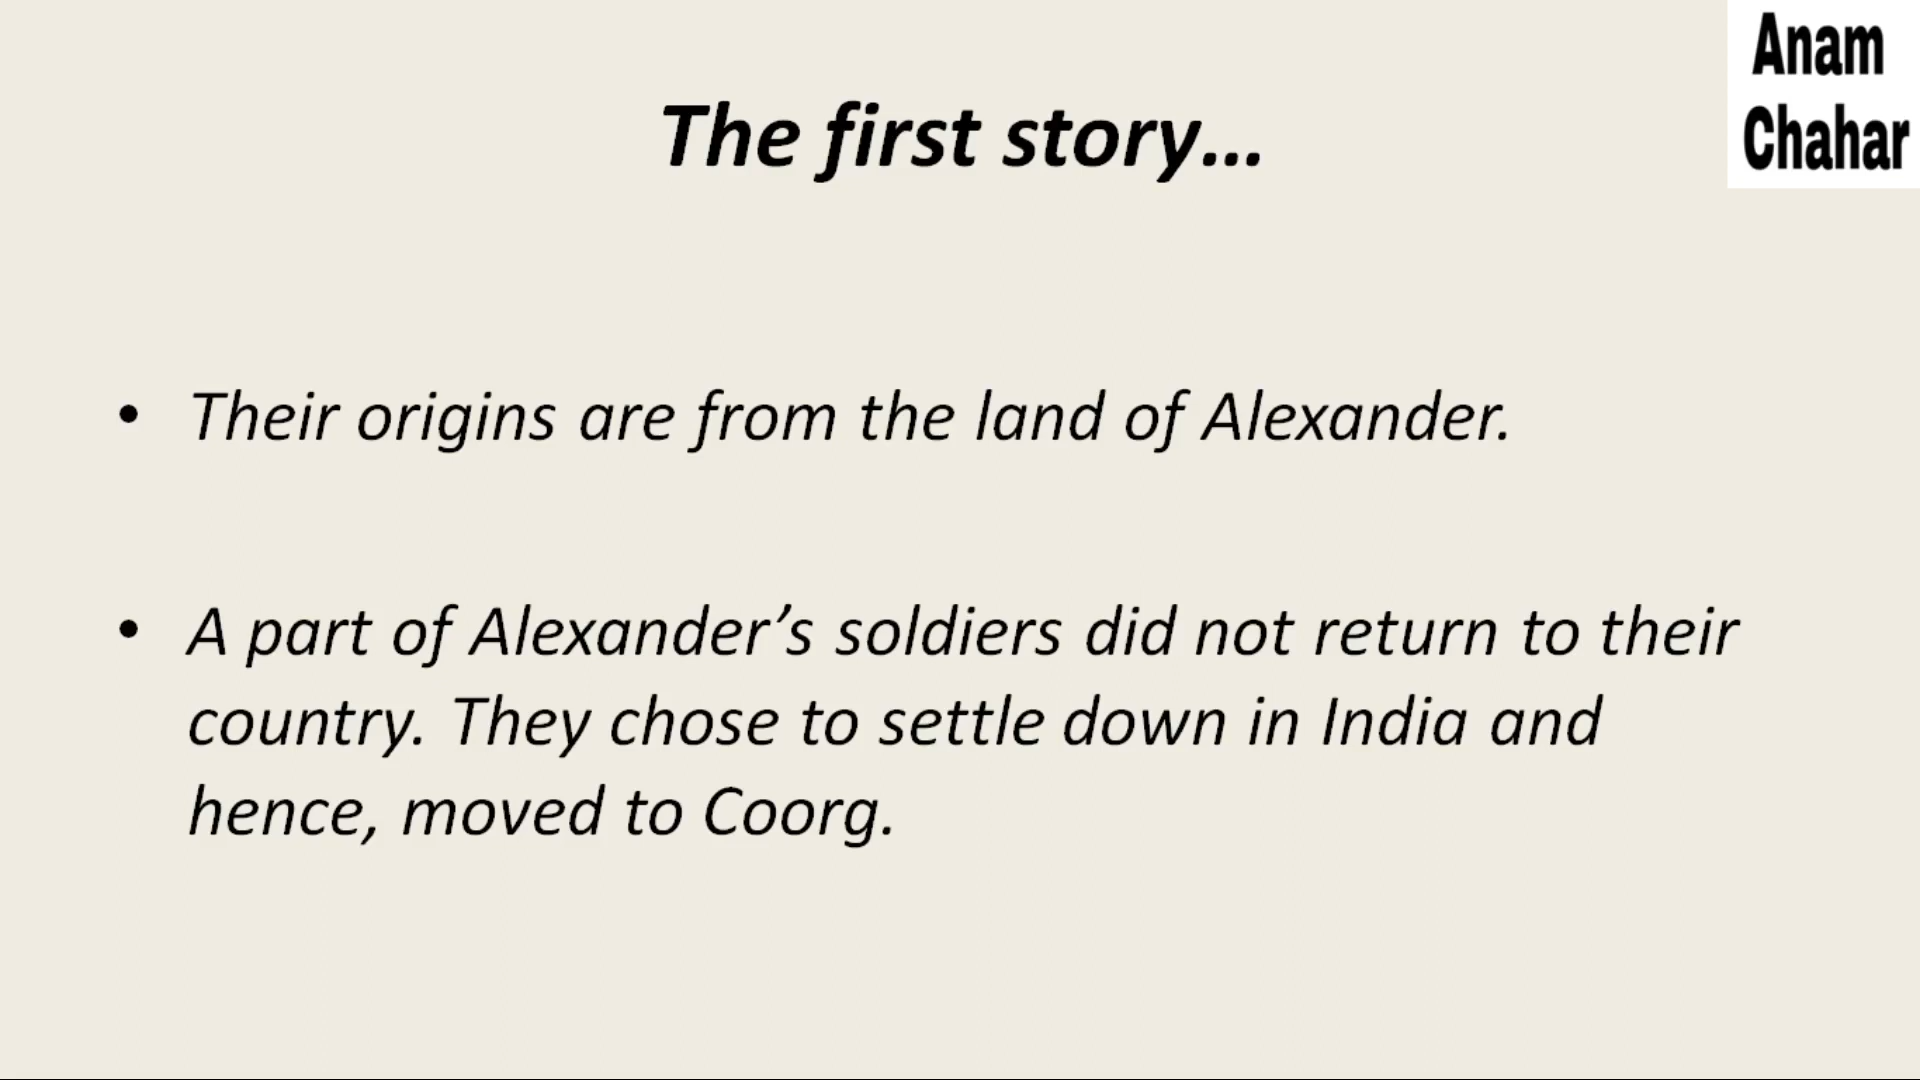 Anam
Chahar
The first story...
• Their origins are from the land of Alexander.
• A part of Alexander’s soldiers did not return to their
country. They chose to settle down in India and
hence, moved to Coorg.